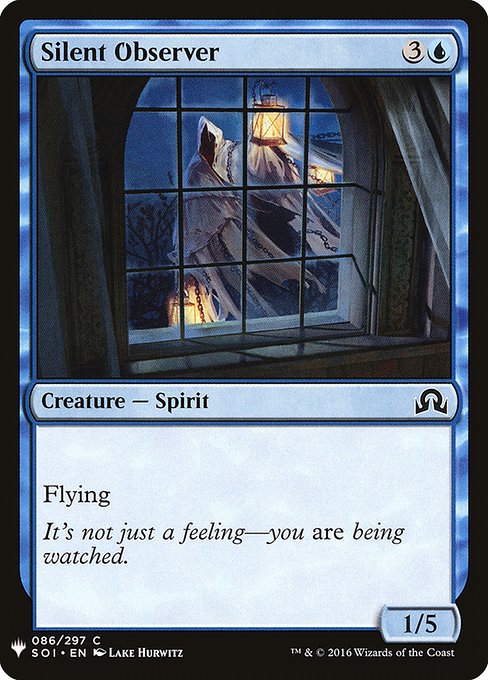 Silent Observer 3
Creature — Spirit
Flying
It's not just a feeling—you are being
watched.
1/5
086/297 C
SOI • EN Lake Hurwitz
™ & © 2016 Wizards of the Coast